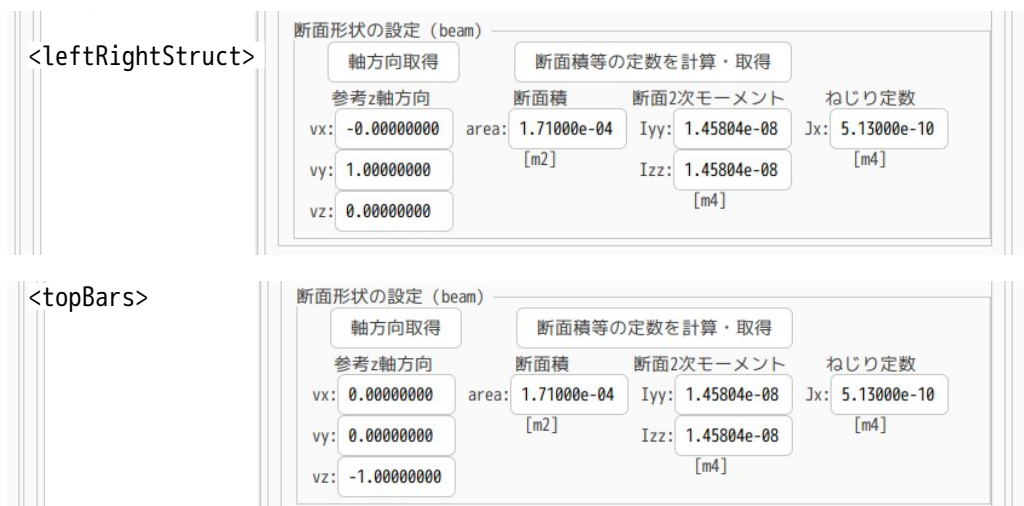 断面形状の設定 (beam)
<leftRightStruct>
軸方向取得 断面積等の定数を計算・取得
参考z軸方向 断面積 断面2次モーメント ねじり定数
vx: -0.00000000 area: 1.71000e-04 Iyy: 1.45804e-08 Jx: 5.13000e-10
[m2] [m4]
vy: 1.00000000 Izz: 1.45804e-08
[m4]
vz: 0.00000000
<topBars>
断面形状の設定 (beam)
軸方向取得 断面積等の定数を計算・取得
参考z軸方向 断面積 断面2次モーメント ねじり定数
vx: 0.00000000 area: 1.71000e-04 Iyy: 1.45804e-08 Jx: 5.13000e-10
[m2] [m4]
vy: 0.00000000 Izz: 1.45804e-08
[m4]
vz: -1.00000000